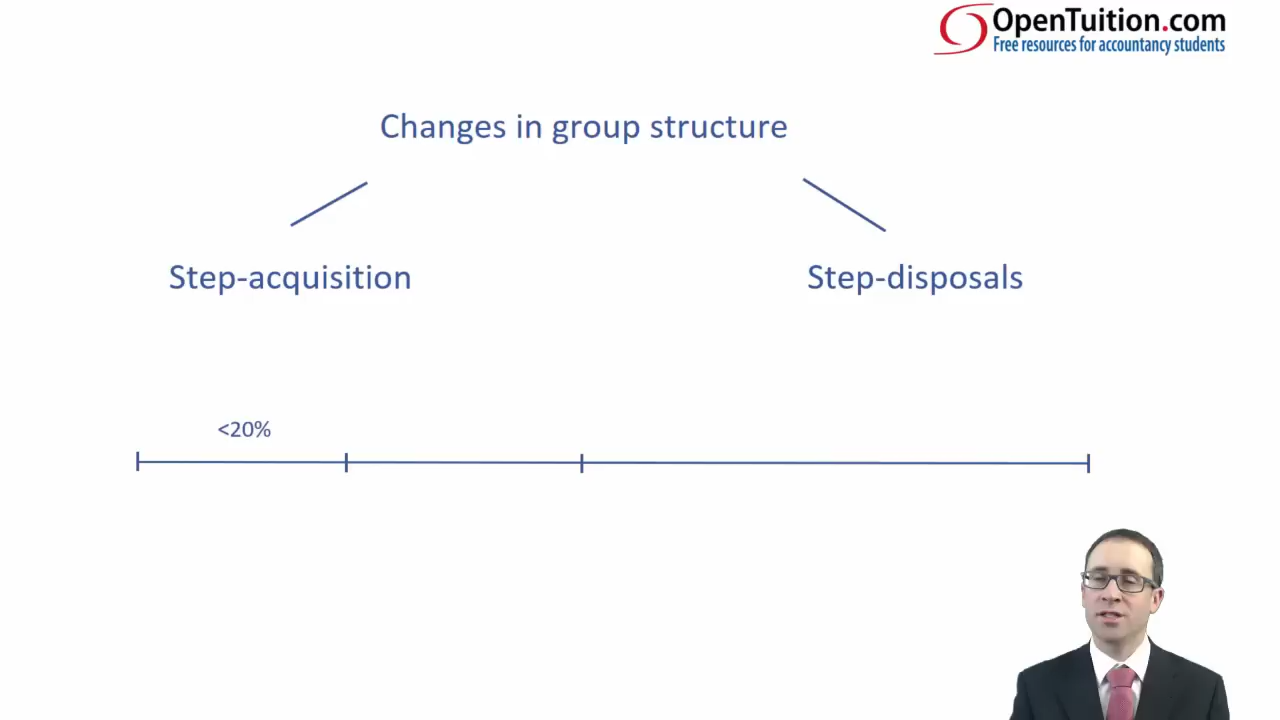 OpenTuition.com
Free resources for accountancy students
Changes in group structure
Step-acquisition
Step-disposals
<20%